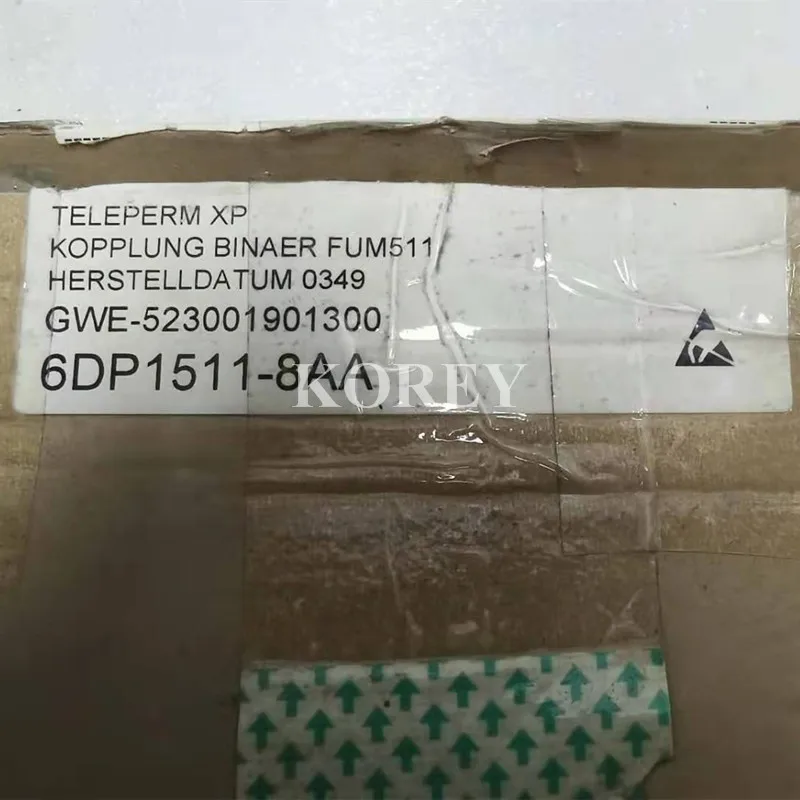 TELEPERM XP
KOPPLUNG BINAER FUM511
HERSTELLDATUM 0349
GWE-523001901300
6DP1511-8AA
KOREY